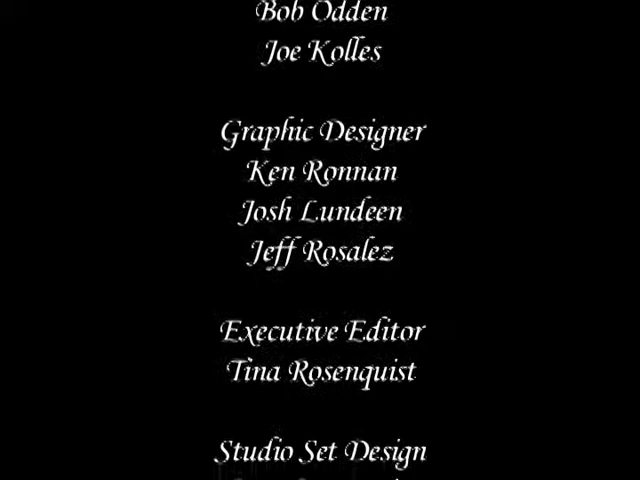 Bob Odden
Joe Kolles
Graphic Designer
Ken Ronnan
Josh Lundeen
Jeff Rosalez
Executive Editor
Tina Rosenquist
Studio Set Design